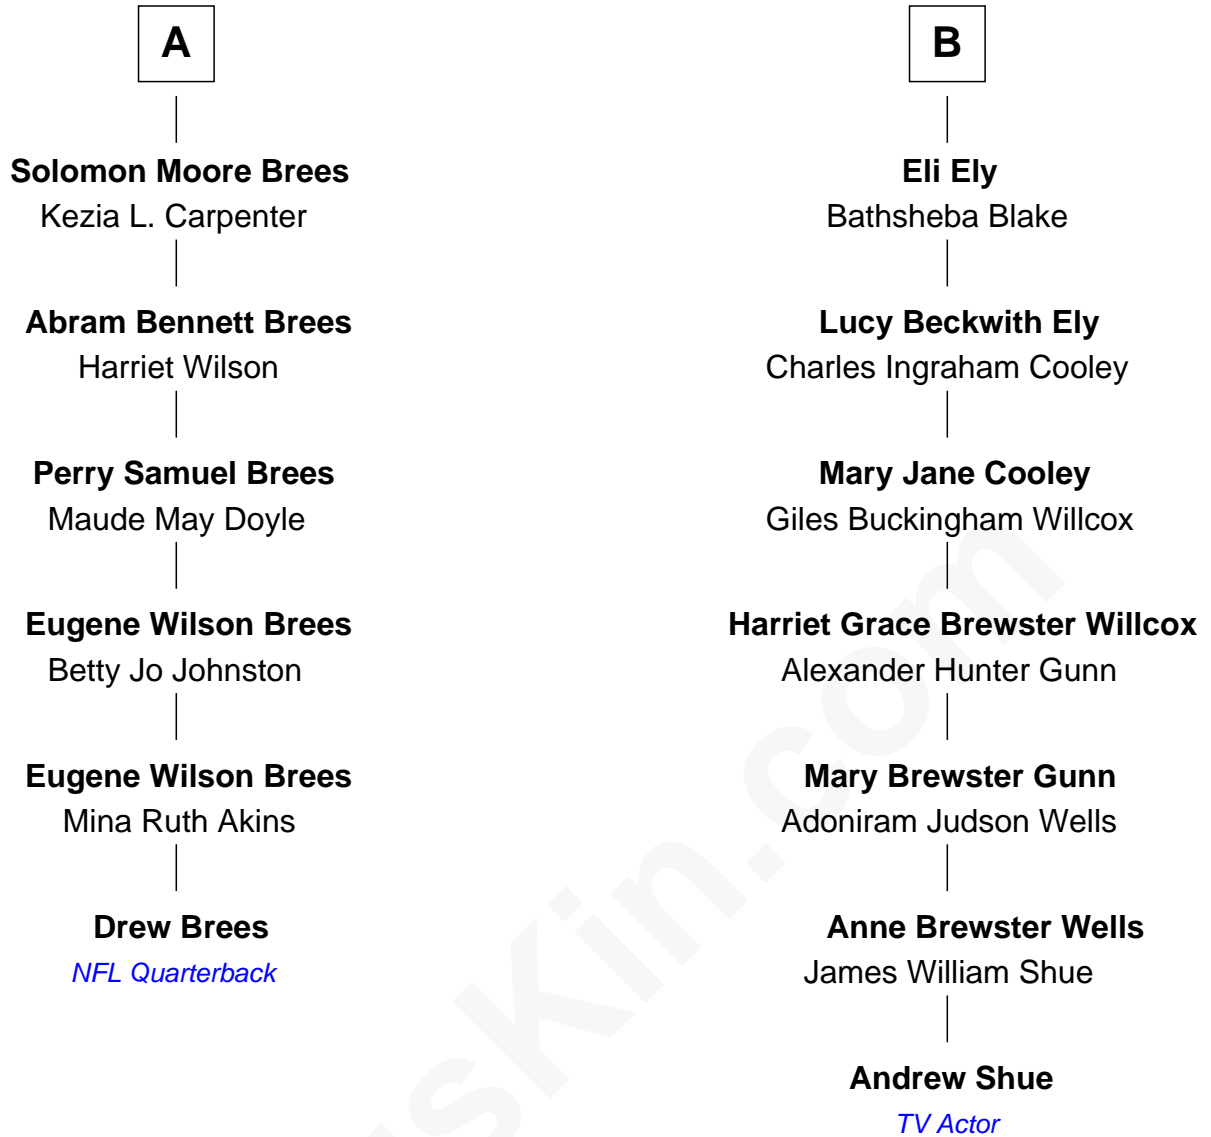 A
Solomon Moore Brees
Kezia L. Carpenter
Abram Bennett Brees
Harriet Wilson
Perry Samuel Brees
Maude May Doyle
Eugene Wilson Brees
Betty Jo Johnston
Eugene Wilson Brees
Mina Ruth Akins
Drew Brees
NFL Quarterback
B
Eli Ely
Bathsheba Blake
Lucy Beckwith Ely
Charles Ingraham Cooley
Mary Jane Cooley
Giles Buckingham Willcox
Harriet Grace Brewster Willcox
Alexander Hunter Gunn
Mary Brewster Gunn
Adoniram Judson Wells
Anne Brewster Wells
James William Shue
Andrew Shue
TV Actor
sKin.com